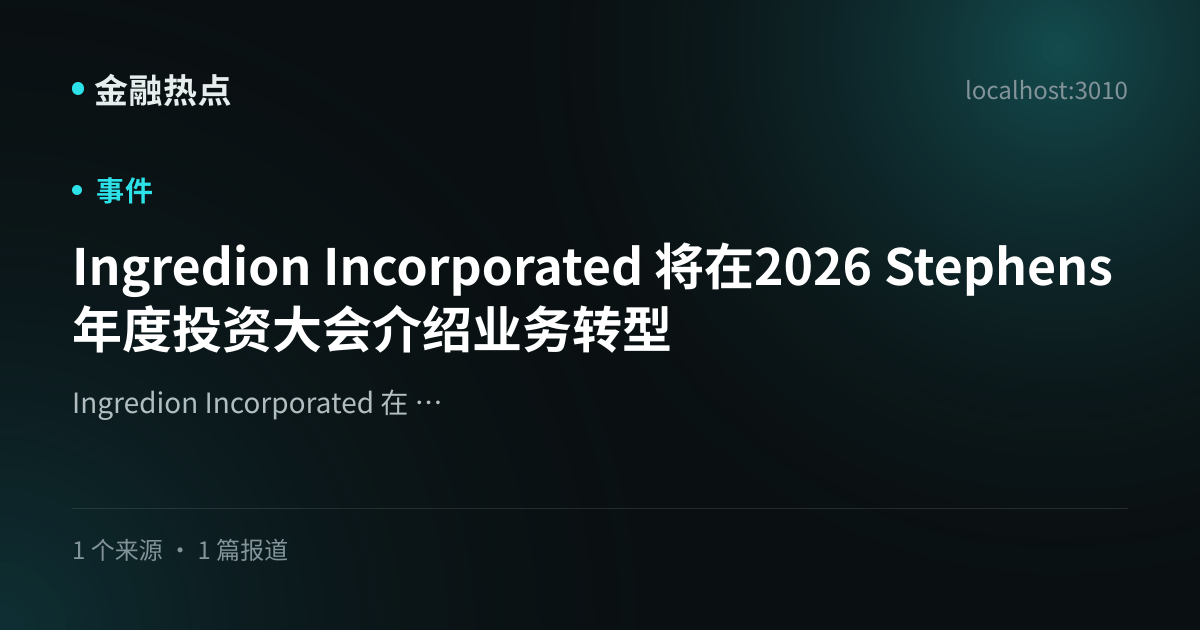 金融热点
localhost:3010
事件
Ingredion Incorporated 将在2026 Stephens
年度投资大会介绍业务转型
Ingredion Incorporated 在 ···
1 个来源 · 1 篇报道